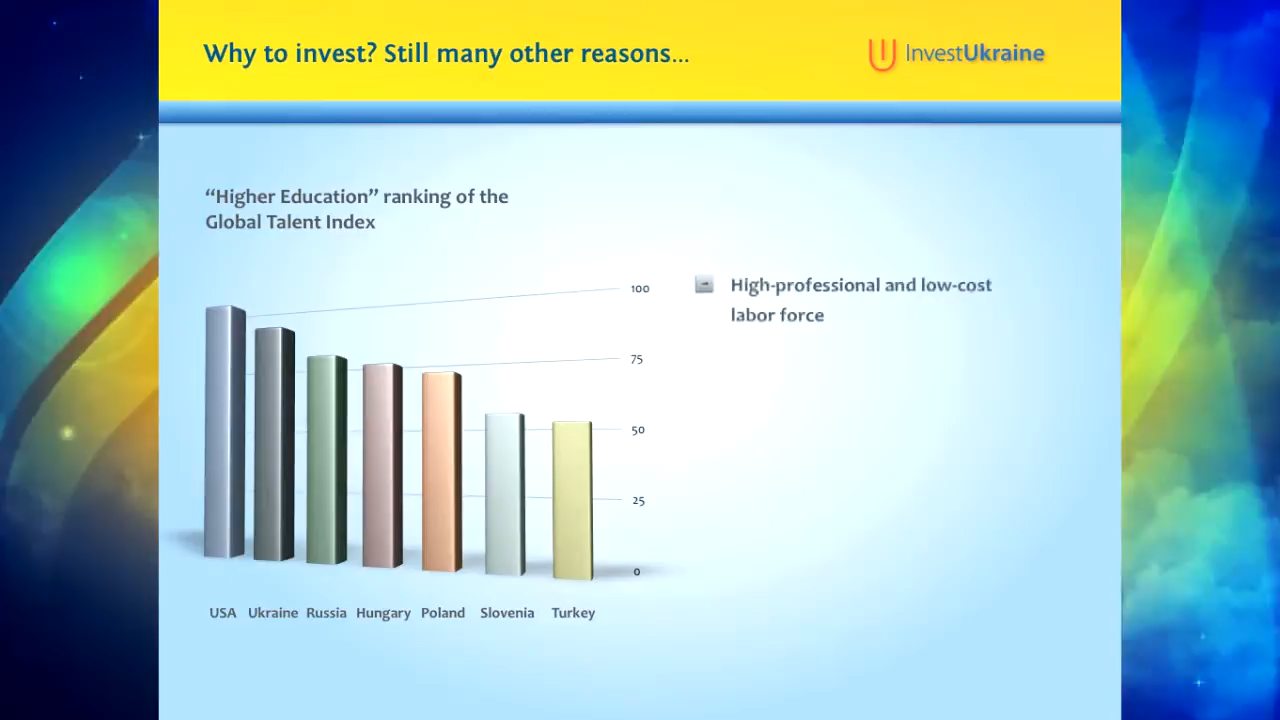 Why to invest? Still many other reasons...
InvestUkraine
“Higher Education” ranking of the
Global Talent Index
High-professional and low-cost
labor force
100
75
50
25
0
USA Ukraine Russia Hungary Poland Slovenia Turkey